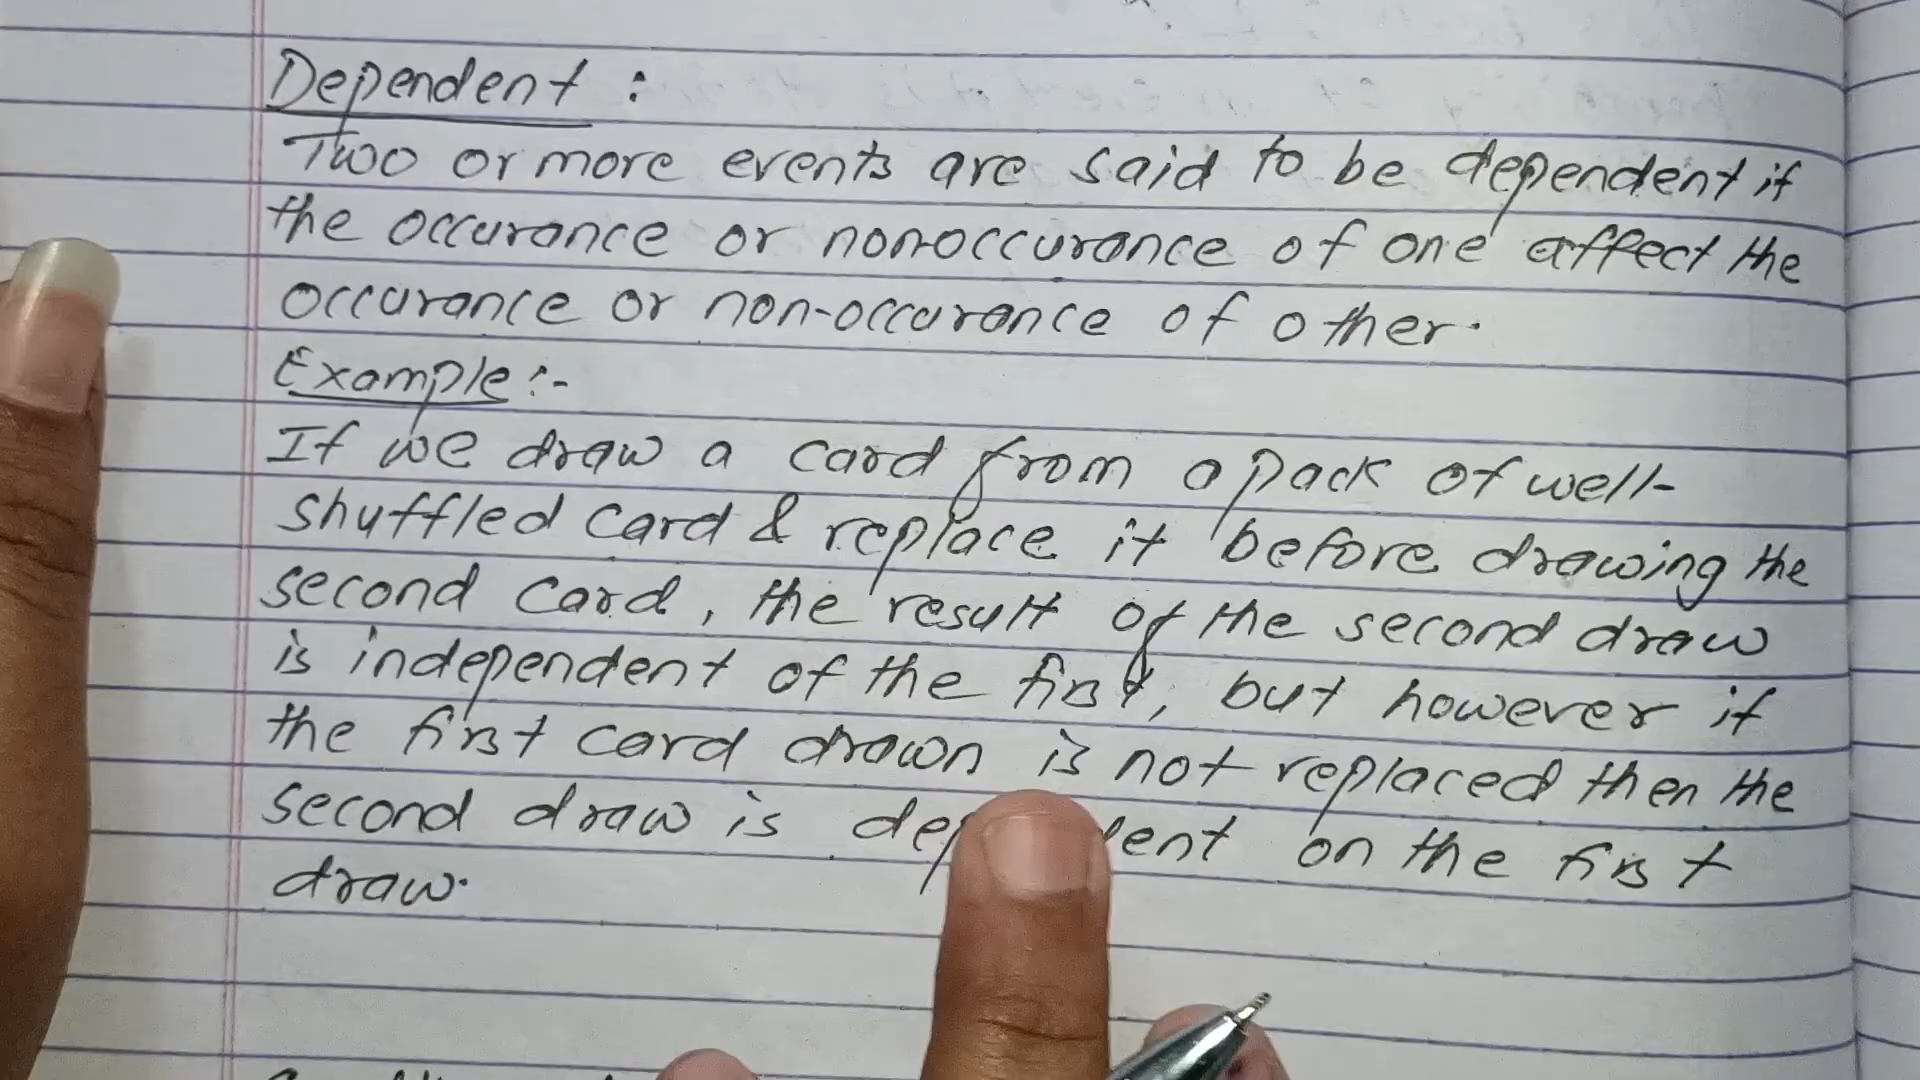 Dependent :
Two or more events are said to be dependent if
the occurance or nonoccurance of one affect the
occurance or non-occurance of other.
Example :-
If we draw a card from a pack of well-
shuffled card & replace it before drawing the
second card, the result of the second draw
is independent of the first, but however if
the first card drawn is not replaced then the
second draw is on the first
draw.